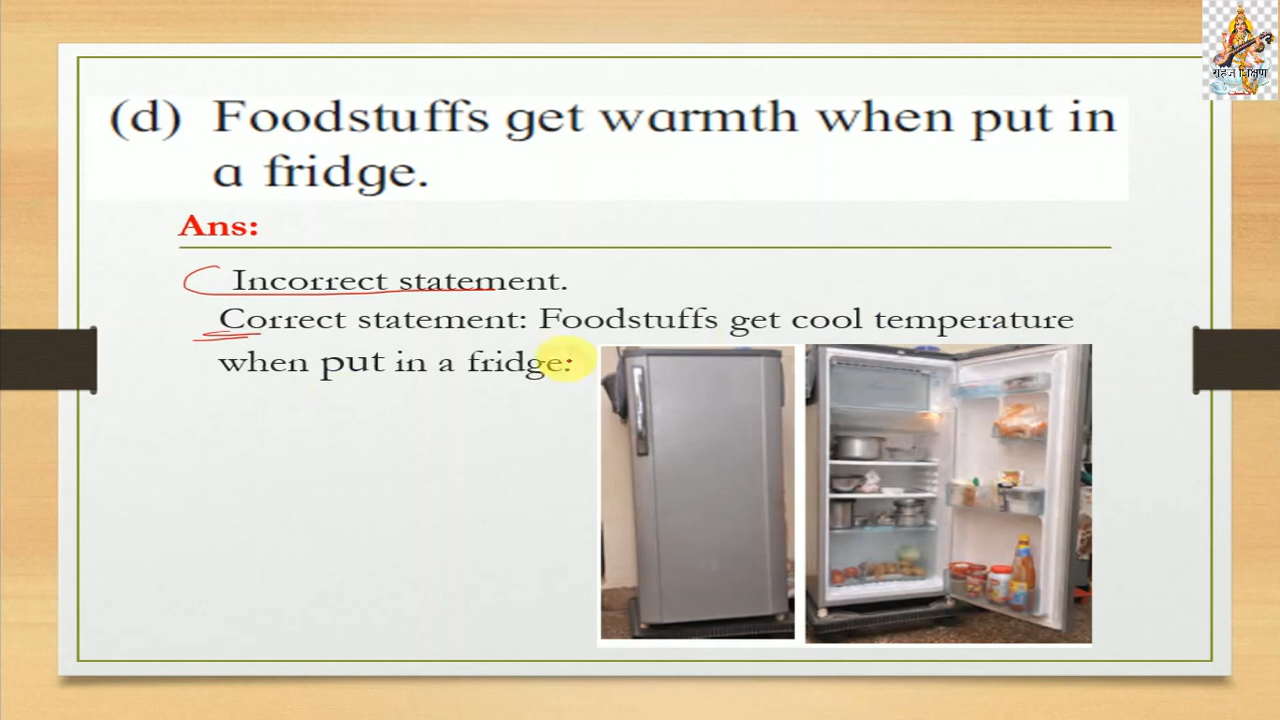 (d) Foodstuffs get warmth when put in
a fridge.
Ans:
Incorrect statement.
Correct statement: Foodstuffs get cool temperature
when put in a fridge.